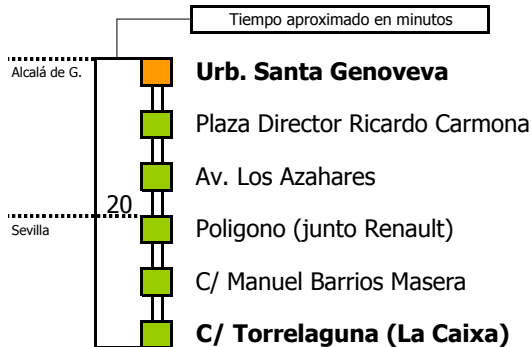 Tiempo aproximado en minutos
Alcalá de G.
Urb. Santa Genoveva
Plaza Director Ricardo Carmona
Av. Los Azahares
20
Sevilla
Poligono (junto Renault)
C/ Manuel Barrios Masera
C/ Torrelaguna (La Caixa)